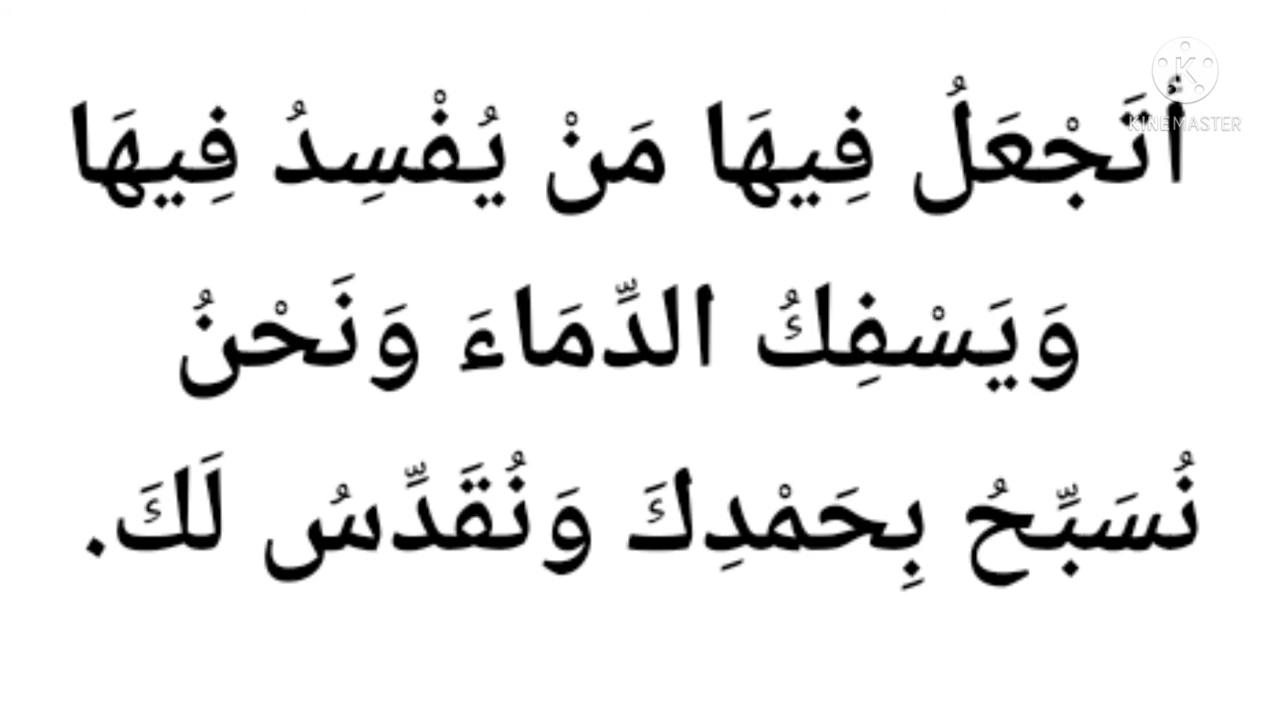 أَتَجْعَلُ فِيهَا مَنْ يُفْسِدُ فِيهَا
وَيَسْفِكُ الدِّمَاءَ وَنَحْنُ
نُسَبِّحُ بِحَمْدِكَ وَنُقَدِّسُ لَكَ.
K
KINEMASTER